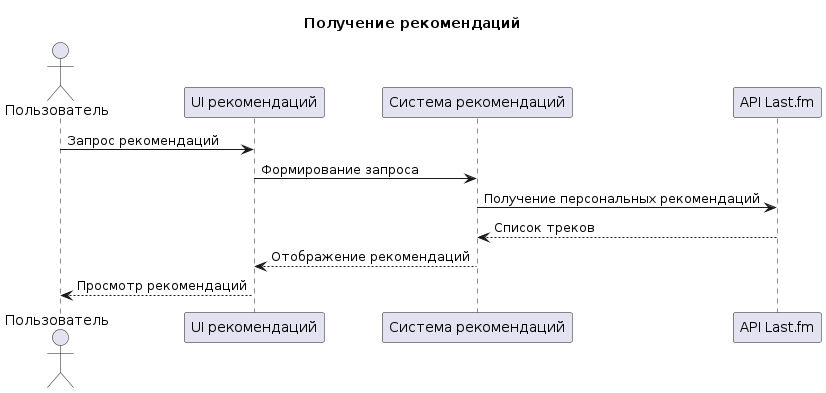 Получение рекомендаций
Пользователь
UI рекомендаций
Система рекомендаций
API Last.fm
Запрос рекомендаций
Формирование запроса
Получение персональных рекомендаций
Список треков
Отображение рекомендаций
Просмотр рекомендаций
Пользователь
UI рекомендаций
Система рекомендаций
API Last.fm